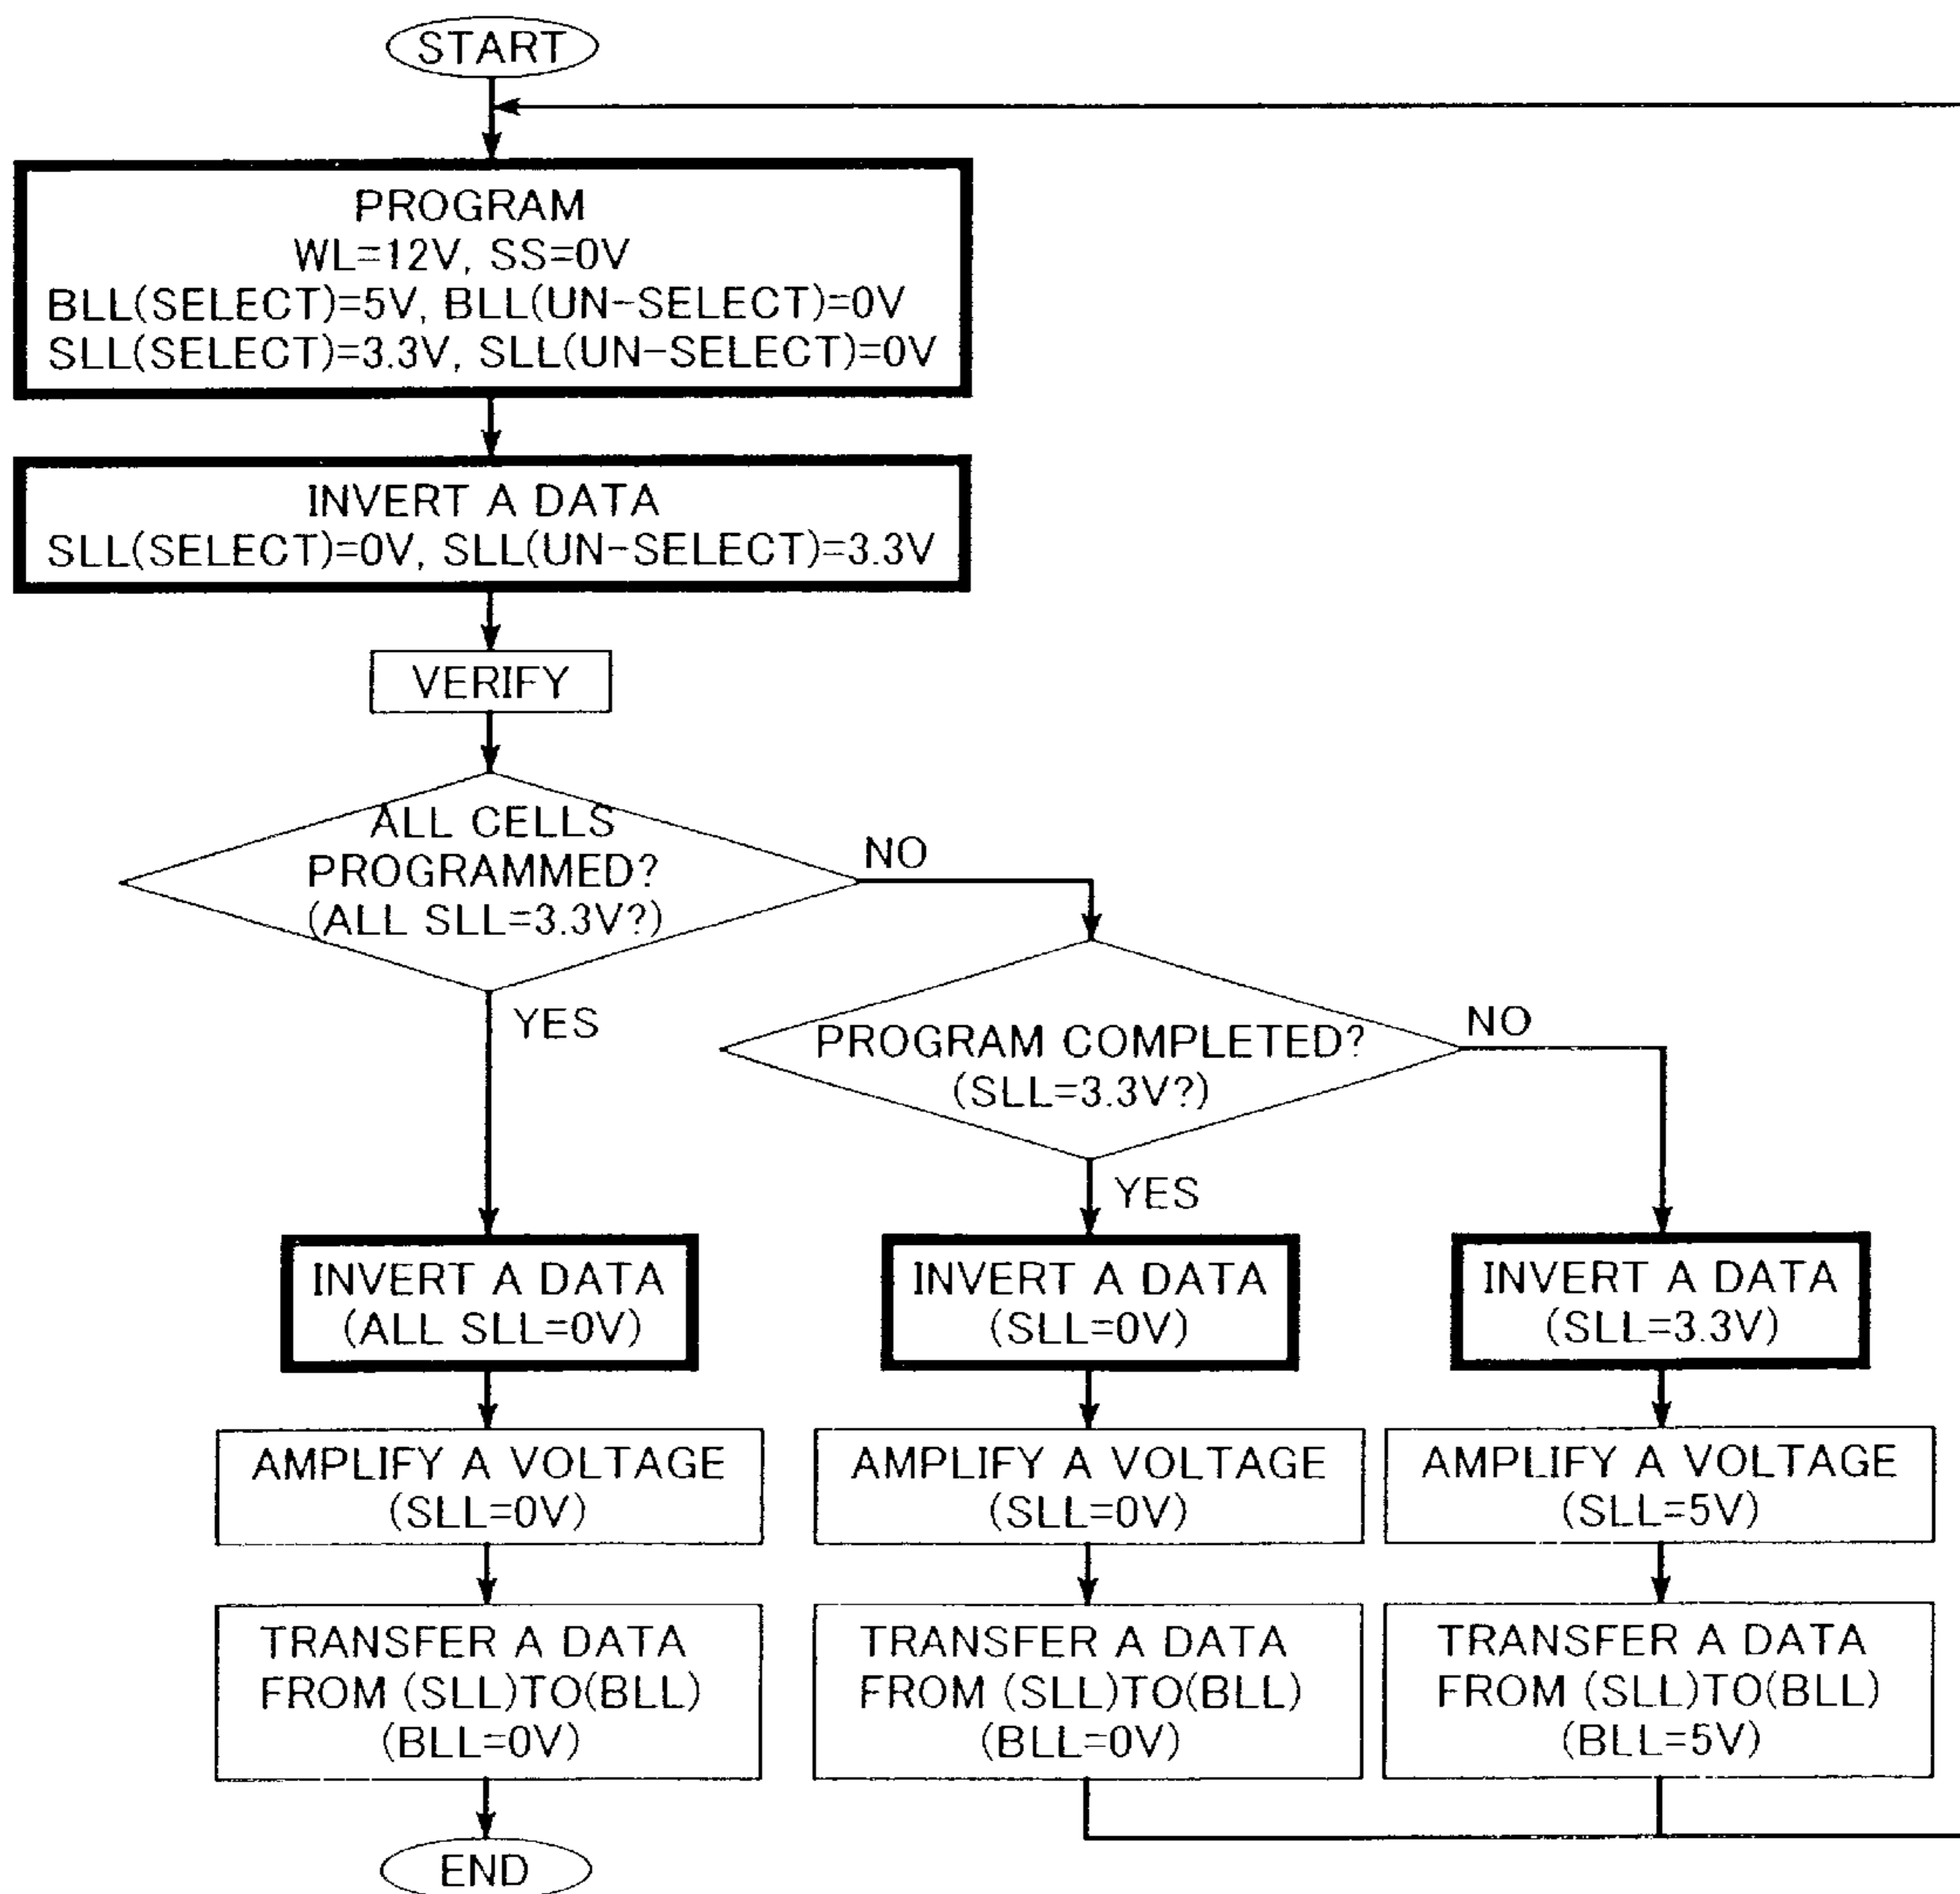 START
PROGRAM
WL=12V, SS=0V
BLL(SELECT)=5V, BLL(UN-SELECT)=0V
SLL(SELECT)=3.3V, SLL(UN-SELECT)=0V
INVERT A DATA
SLL(SELECT)=0V, SLL(UN-SELECT)=3.3V
VERIFY
ALL CELLS
PROGRAMMED?
(ALL SLL=3.3V?)
NO
YES
PROGRAM COMPLETED?
(SLL=3.3V?)
NO
YES
INVERT A DATA
(ALL SLL=0V)
INVERT A DATA
(SLL=0V)
INVERT A DATA
(SLL=3.3V)
AMPLIFY A VOLTAGE
(SLL=0V)
AMPLIFY A VOLTAGE
(SLL=0V)
AMPLIFY A VOLTAGE
(SLL=5V)
TRANSFER A DATA
FROM (SLL)TO(BLL)
(BLL=0V)
TRANSFER A DATA
FROM (SLL)TO(BLL)
(BLL=0V)
TRANSFER A DATA
FROM (SLL)TO(BLL)
(BLL=5V)
END